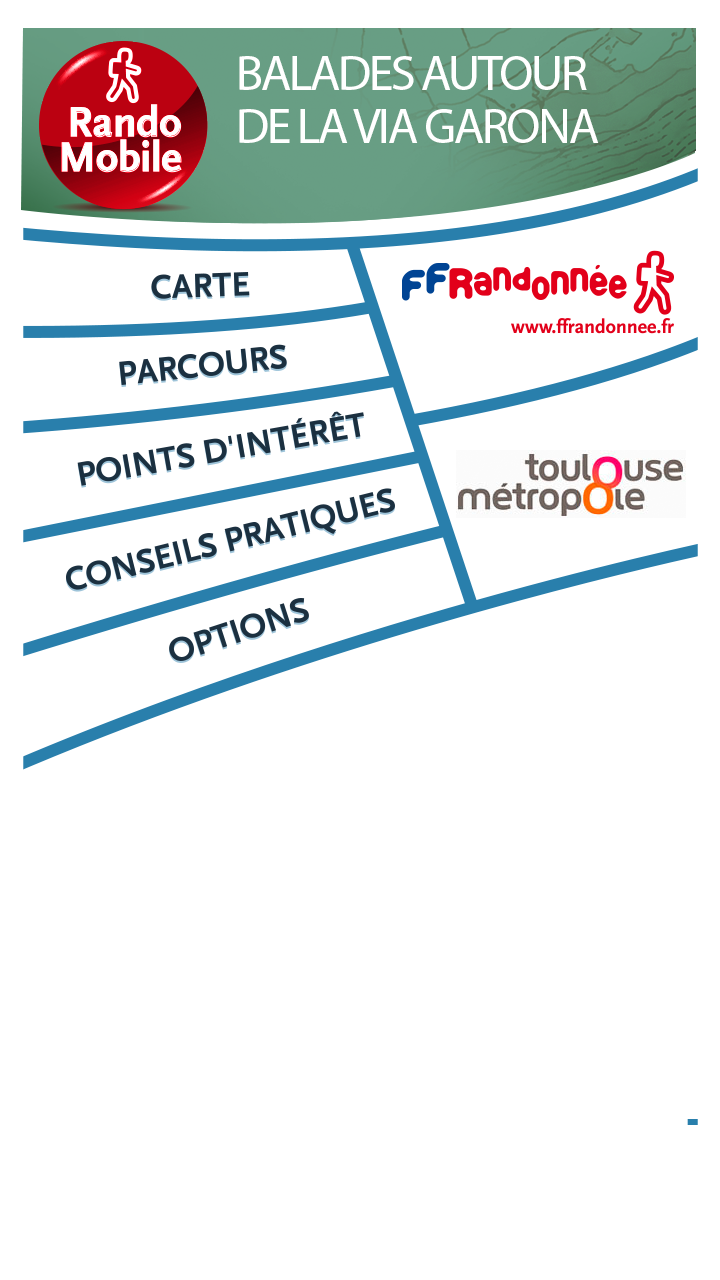 Rando
Mobile
BALADES AUTOUR
DE LA VIA GARONA
CARTE
PARCOURS
POINTS D'INTÉRÊT
CONSEILS PRATIQUES
OPTIONS
FFRandonnée
www.ffrandonnee.fr
toulouse
métropole